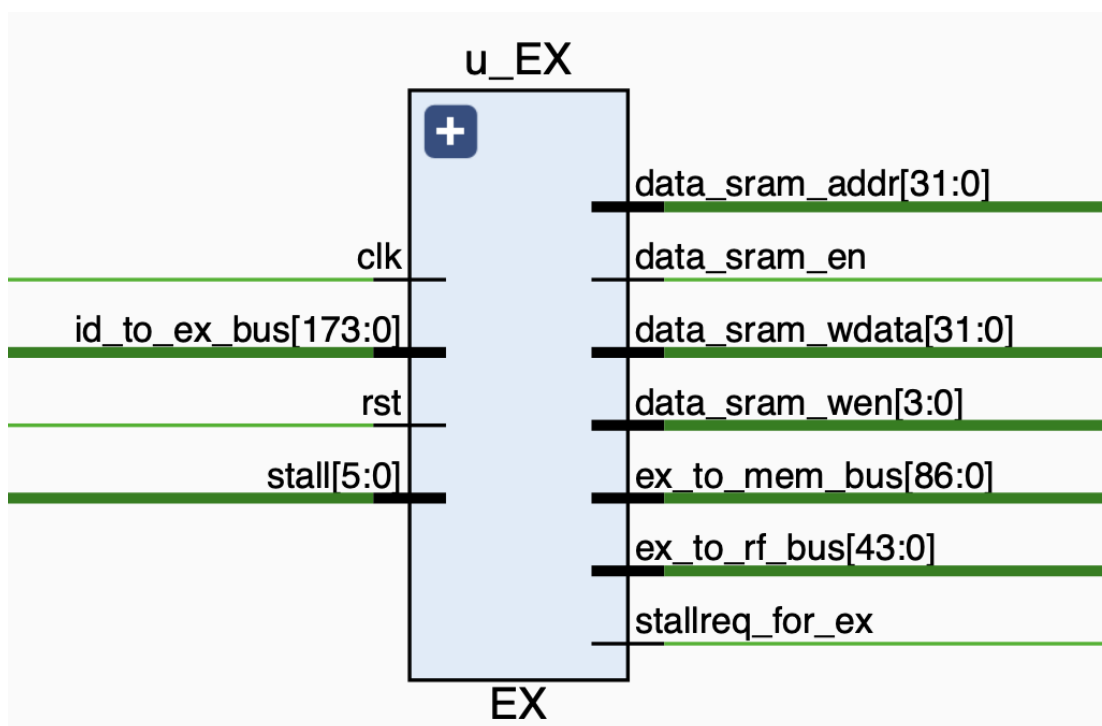 u_EX
data_sram_addr[31:0]
clk
data_sram_en
id_to_ex_bus[173:0]
data_sram_wdata[31:0]
rst
data_sram_wen[3:0]
stall[5:0]
ex_to_mem_bus[86:0]
ex_to_rf_bus[43:0]
stallreq_for_ex
EX